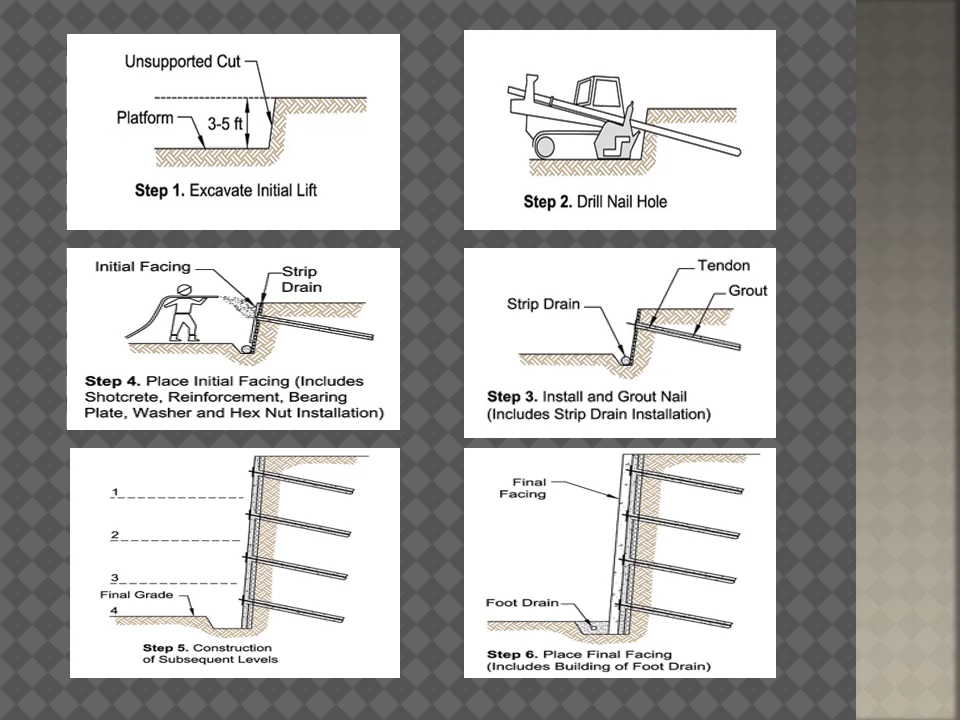 Unsupported Cut
Platform
3-5 ft
Step 1. Excavate Initial Lift
Step 2. Drill Nail Hole
Initial Facing
Strip
Drain
Step 4. Place Initial Facing (Includes
Shotcrete, Reinforcement, Bearing
Plate, Washer and Hex Nut Installation)
Tendon
Grout
Strip Drain
Step 3. Install and Grout Nail
(Includes Strip Drain Installation)
1
2
3
Final Grade
4
Step 5. Construction
of Subsequent Levels
Final
Facing
Foot Drain
Step 6. Place Final Facing
(Includes Building of Foot Drain)